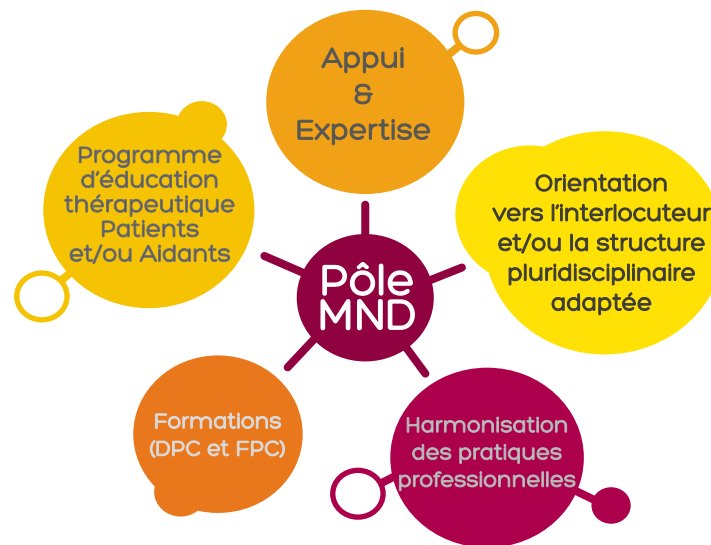 Appui
&
Expertise
Programme
d'éducation
thérapeutique
Patients
et/ou Aidants
Orientation
vers l'interlocuteur
et/ou la structure
pluridisciplinaire
adaptée
Pôle
MND
Formations
(DPC et FPC)
Harmonisation
des pratiques
professionnelles